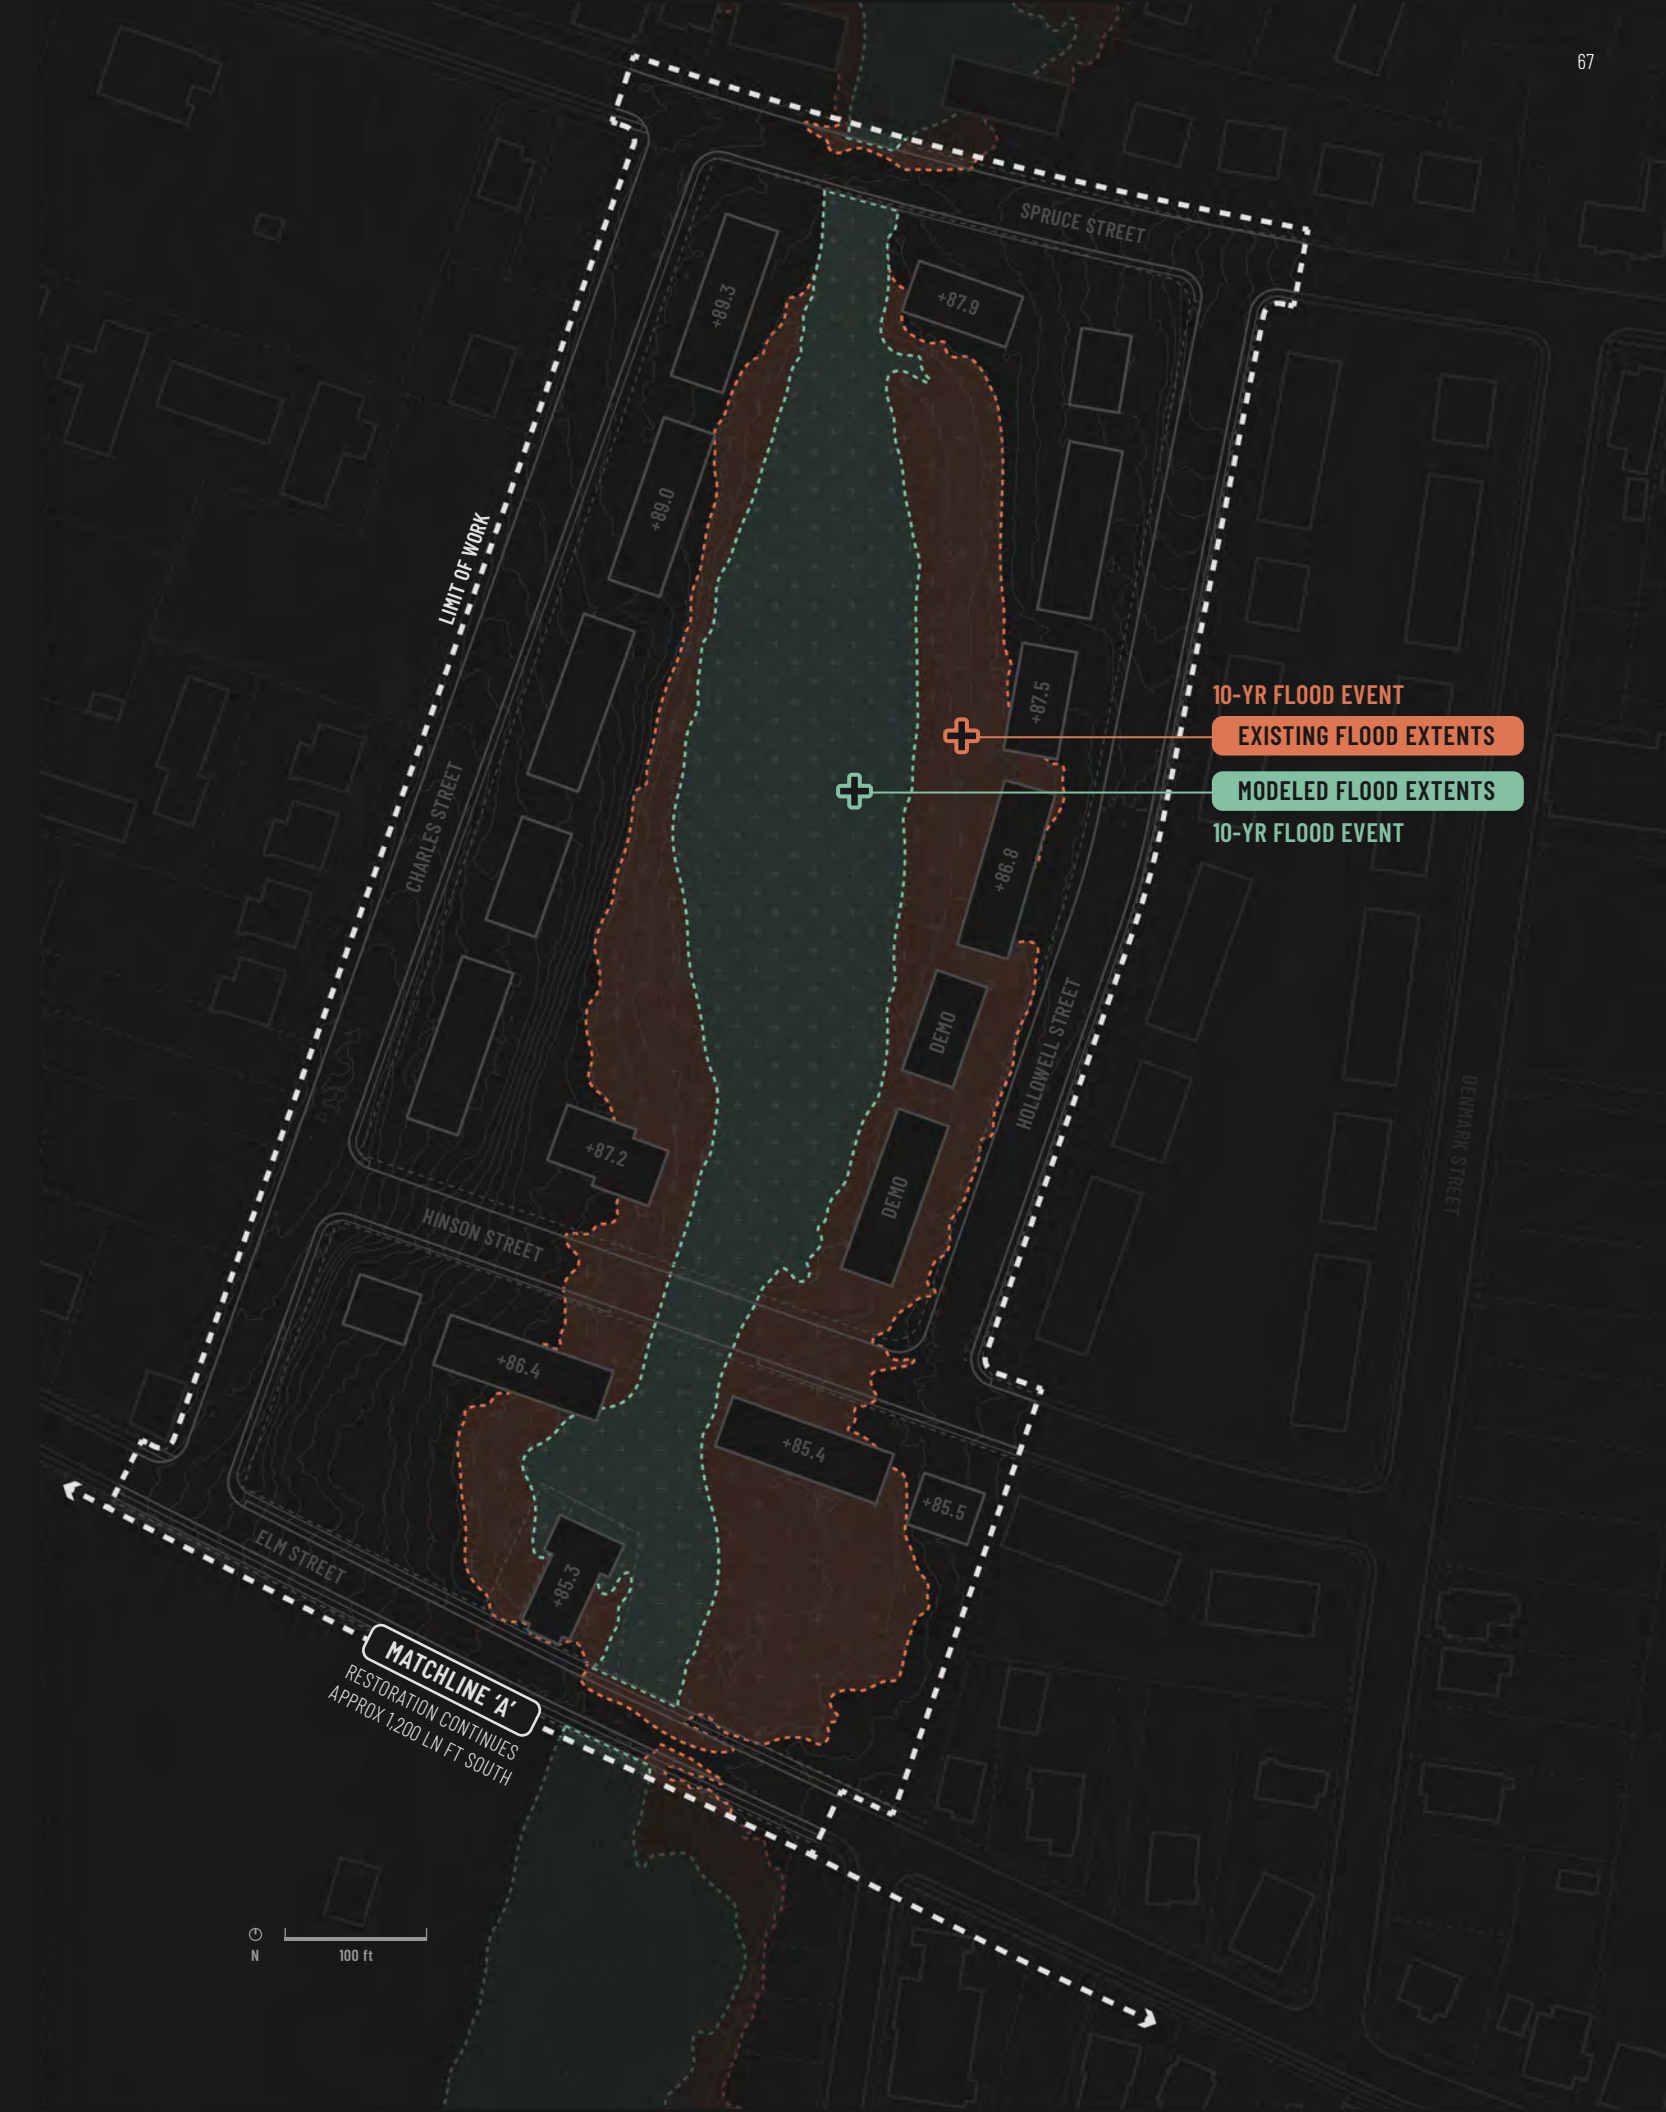 67
SPRUCE STREET
+89.3
+87.9
+89.0
LIMIT OF WORK
+87.5
10-YR FLOOD EVENT
EXISTING FLOOD EXTENTS
MODELED FLOOD EXTENTS
10-YR FLOOD EVENT
CHARLES STREET
+86.8
DEMO
HOLLOWELL STREET
DENMARK STREET
+87.2
DEMO
HINSON STREET
+86.4
+85.4
+85.5
ELM STREET
+85.3
MATCHLINE 'A'
RESTORATION CONTINUES
APPROX 1,200 LN FT SOUTH
N
100 ft